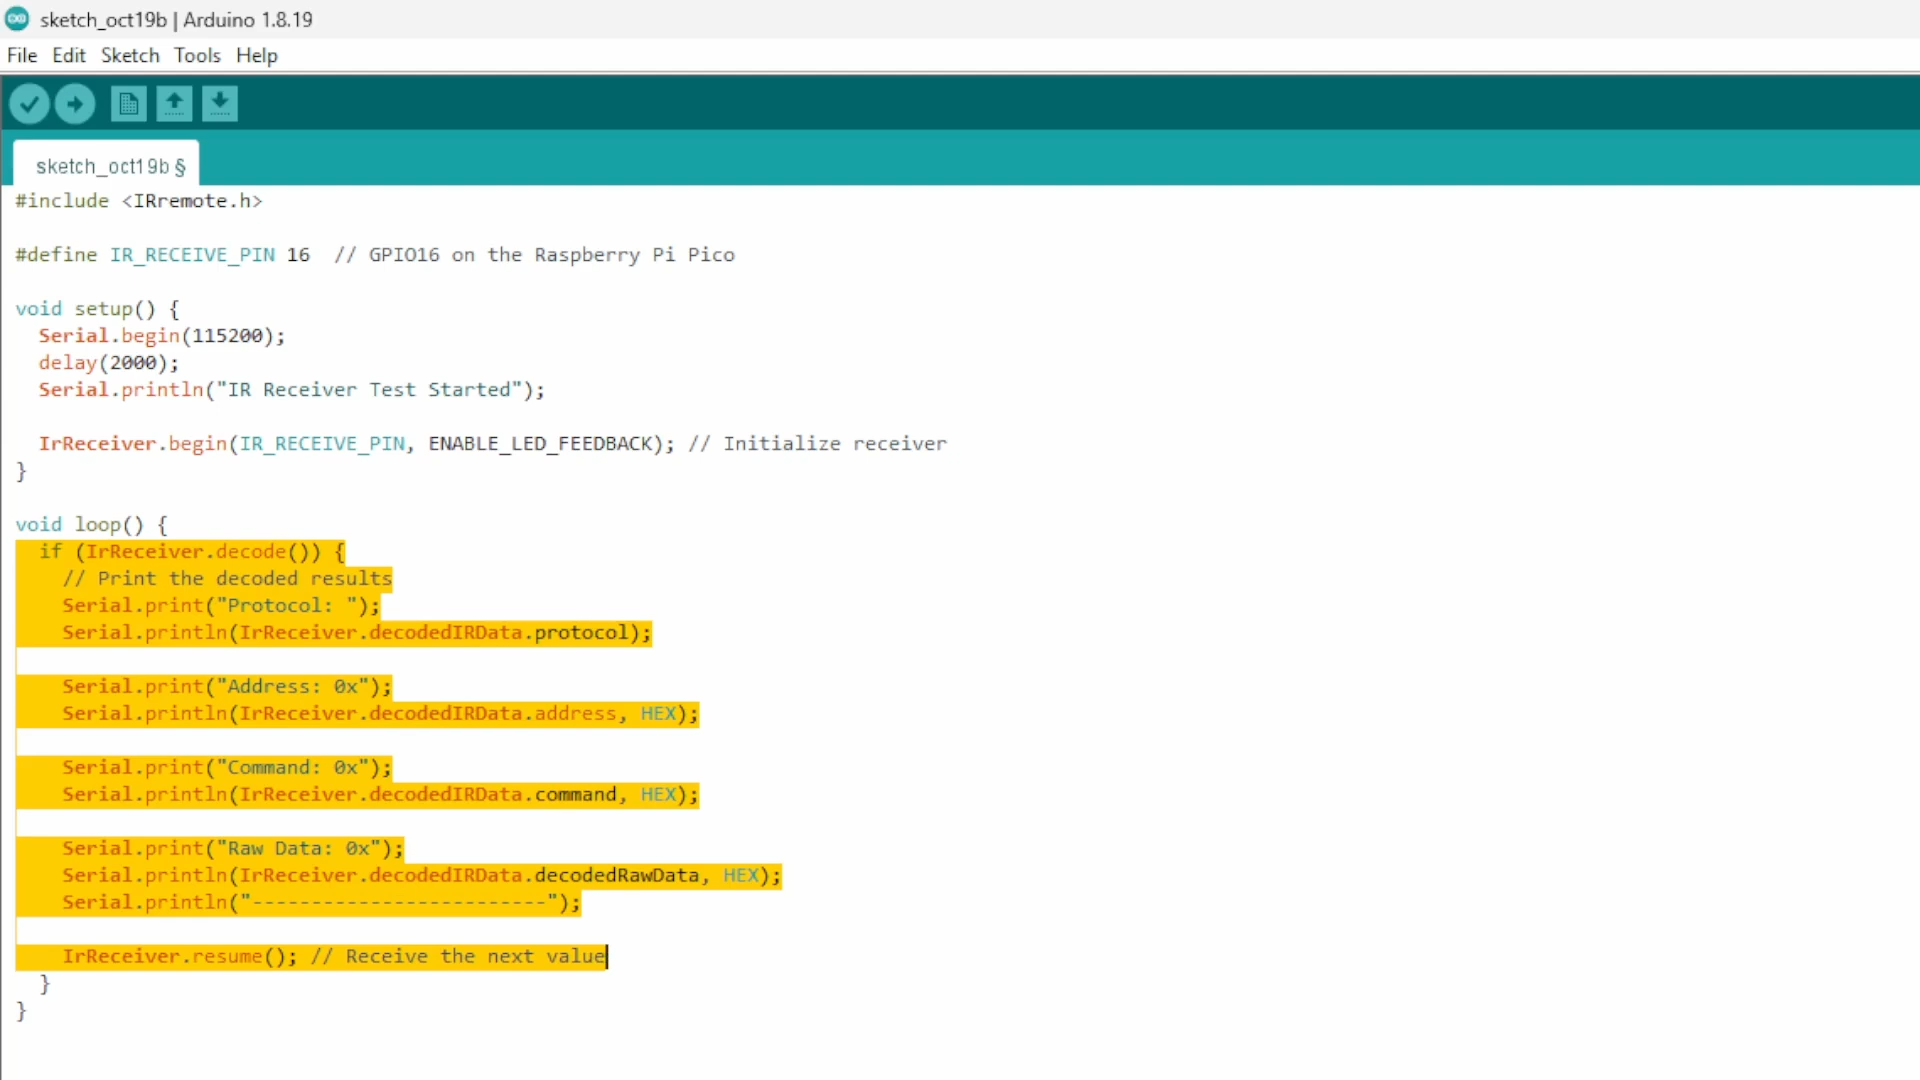 sketch_oct19b | Arduino 1.8.19
File Edit Sketch Tools Help
sketch_oct19b §
#include <IRremote.h>
#define IR_RECEIVE_PIN 16  // GPIO16 on the Raspberry Pi Pico
void setup() {
  Serial.begin(115200);
  delay(2000);
  Serial.println("IR Receiver Test Started");
  IrReceiver.begin(IR_RECEIVE_PIN, ENABLE_LED_FEEDBACK); // Initialize receiver
}
void loop() {
  if (IrReceiver.decode()) {
    // Print the decoded results
    Serial.print("Protocol: ");
    Serial.println(IrReceiver.decodedIRData.protocol);
    Serial.print("Address: 0x");
    Serial.println(IrReceiver.decodedIRData.address, HEX);
    Serial.print("Command: 0x");
    Serial.println(IrReceiver.decodedIRData.command, HEX);
    Serial.print("Raw Data: 0x");
    Serial.println(IrReceiver.decodedIRData.decodedRawData, HEX);
    Serial.println("-------------------------");
    IrReceiver.resume(); // Receive the next value
  }
}